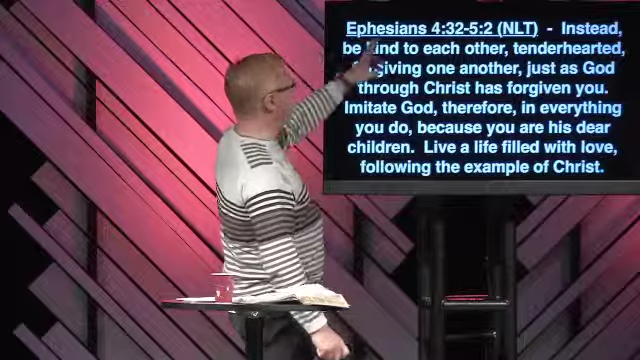 Ephesians 4:32-5:2 (NLT) - Instead,
be kind to each other, tenderhearted,
forgiving one another, just as God
through Christ has forgiven you.
Imitate God, therefore, in everything
you do, because you are his dear
children. Live a life filled with love,
following the example of Christ.